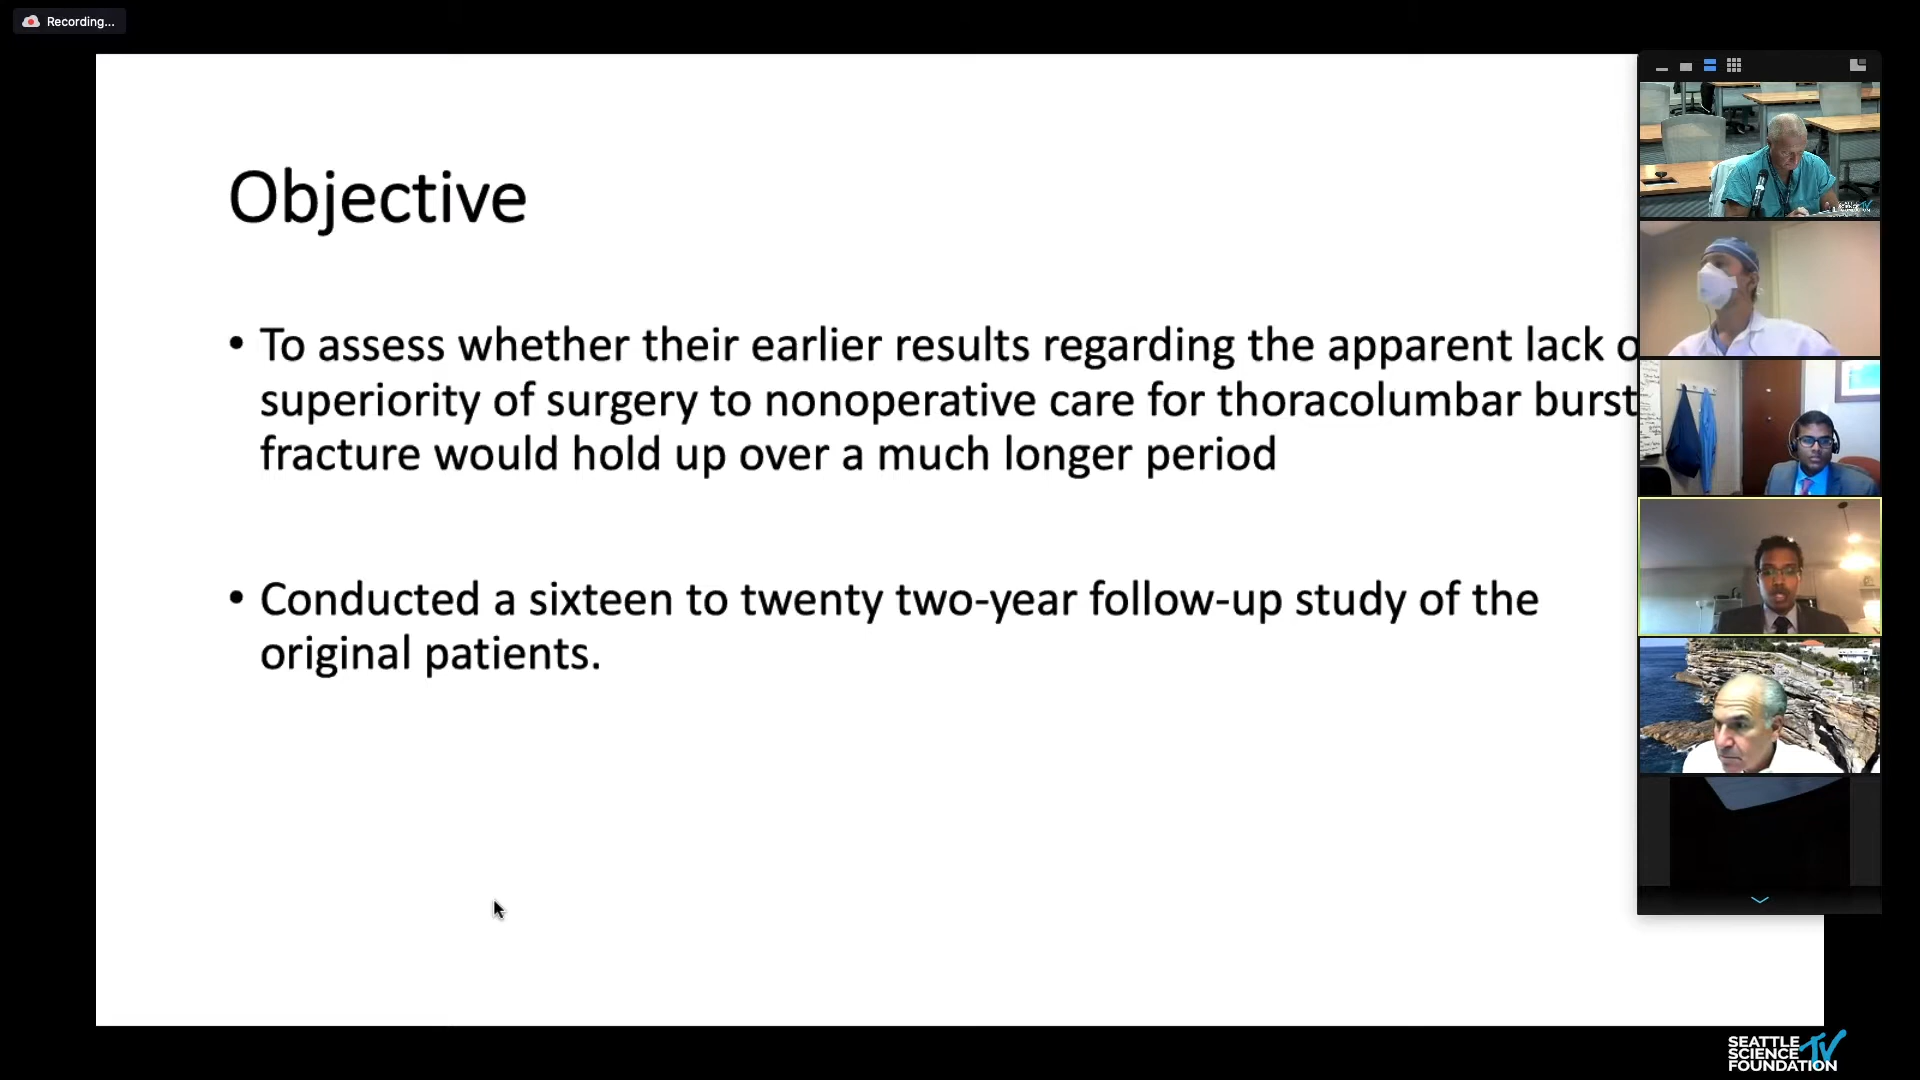 Recording...
Objective
• To assess whether their earlier results regarding the apparent lack
superiority of surgery to nonoperative care for thoracolumbar burst
fracture would hold up over a much longer period
• Conducted a sixteen to twenty two-year follow-up study of the
original patients.
SEATTLE
SCIENCE TV
FOUNDATION